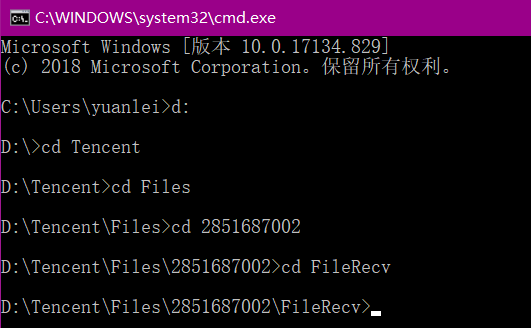 C:\WINDOWS\system32\cmd.exe
Microsoft Windows [版本 10.0.17134.829]
(c) 2018 Microsoft Corporation。保留所有权利。
C:\Users\yuanlei>d:
D:\>cd Tencent
D:\Tencent>cd Files
D:\Tencent\Files>cd 2851687002
D:\Tencent\Files\2851687002>cd FileRecv
D:\Tencent\Files\2851687002\FileRecv>